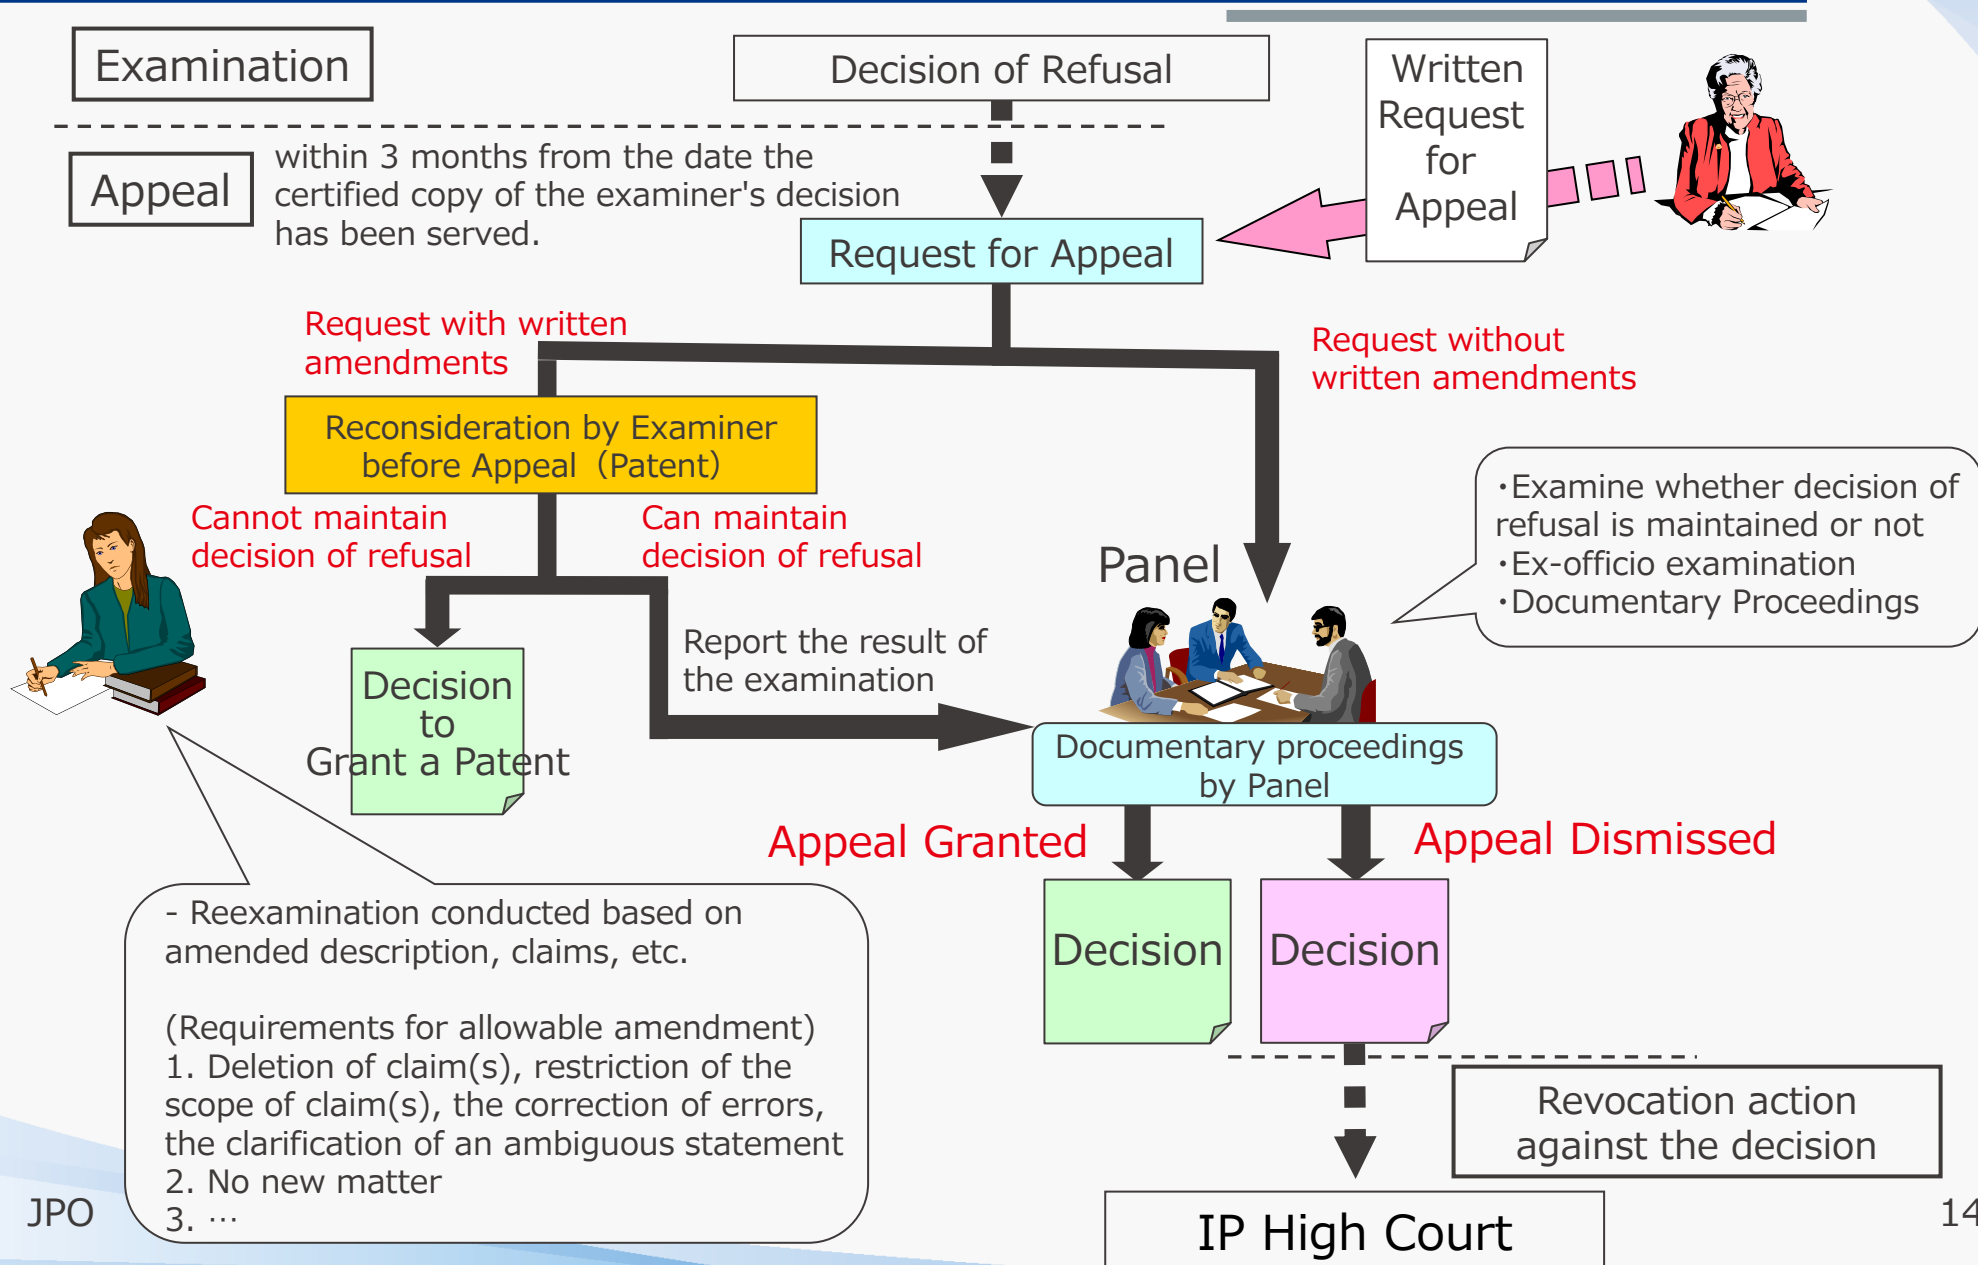 Examination
Decision of Refusal
Written
Request
for
Appeal
Appeal
within 3 months from the date the
certified copy of the examiner's decision
has been served.
Request for Appeal
Request with written
amendments
Request without
written amendments
Reconsideration by Examiner
before Appeal（Patent）
Cannot maintain
decision of refusal
Can maintain
decision of refusal
Panel
・Examine whether decision of
refusal is maintained or not
・Ex-officio examination
・Documentary Proceedings
Report the result of
the examination
Decision
to
Grant a Patent
Documentary proceedings
by Panel
Appeal Granted
Appeal Dismissed
Decision
Decision
- Reexamination conducted based on
amended description, claims, etc.
(Requirements for allowable amendment)
1. Deletion of claim(s), restriction of the
scope of claim(s), the correction of errors,
the clarification of an ambiguous statement
2. No new matter
3. …
Revocation action
against the decision
IP High Court
JPO
14